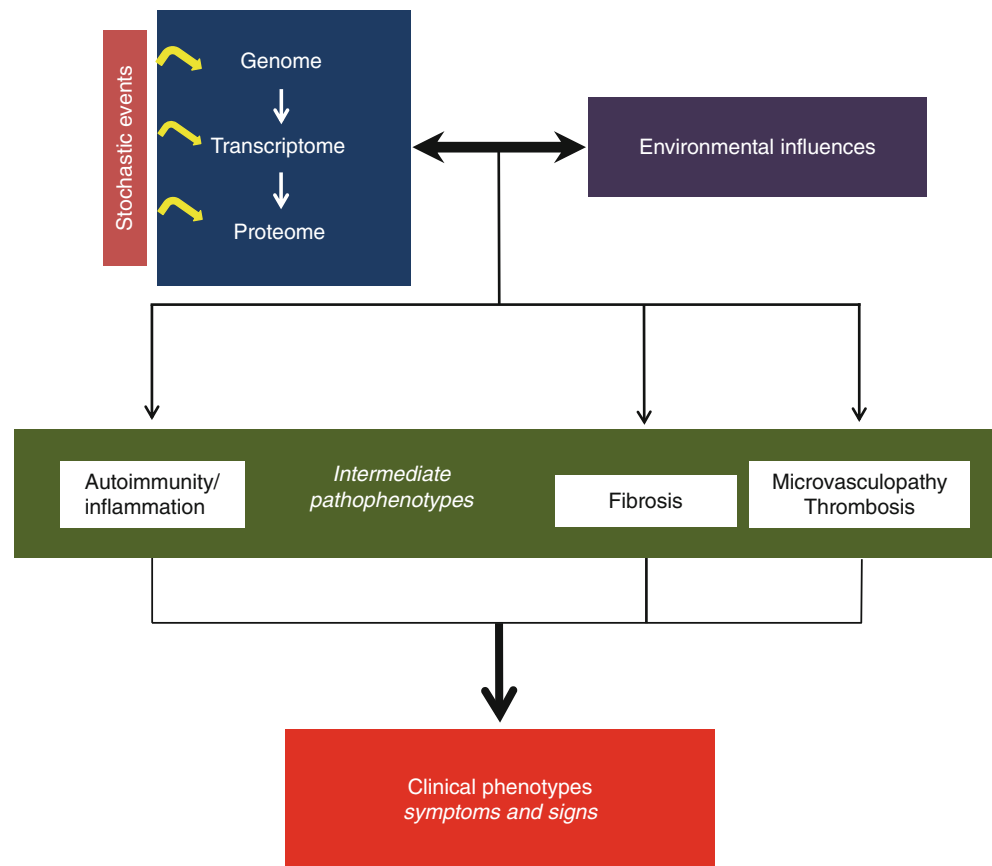 Stochastic events
Genome
Transcriptome
Proteome
Environmental influences
Autoimmunity/
inflammation
Intermediate
pathophenotypes
Fibrosis
Microvasculopathy
Thrombosis
Clinical phenotypes
symptoms and signs